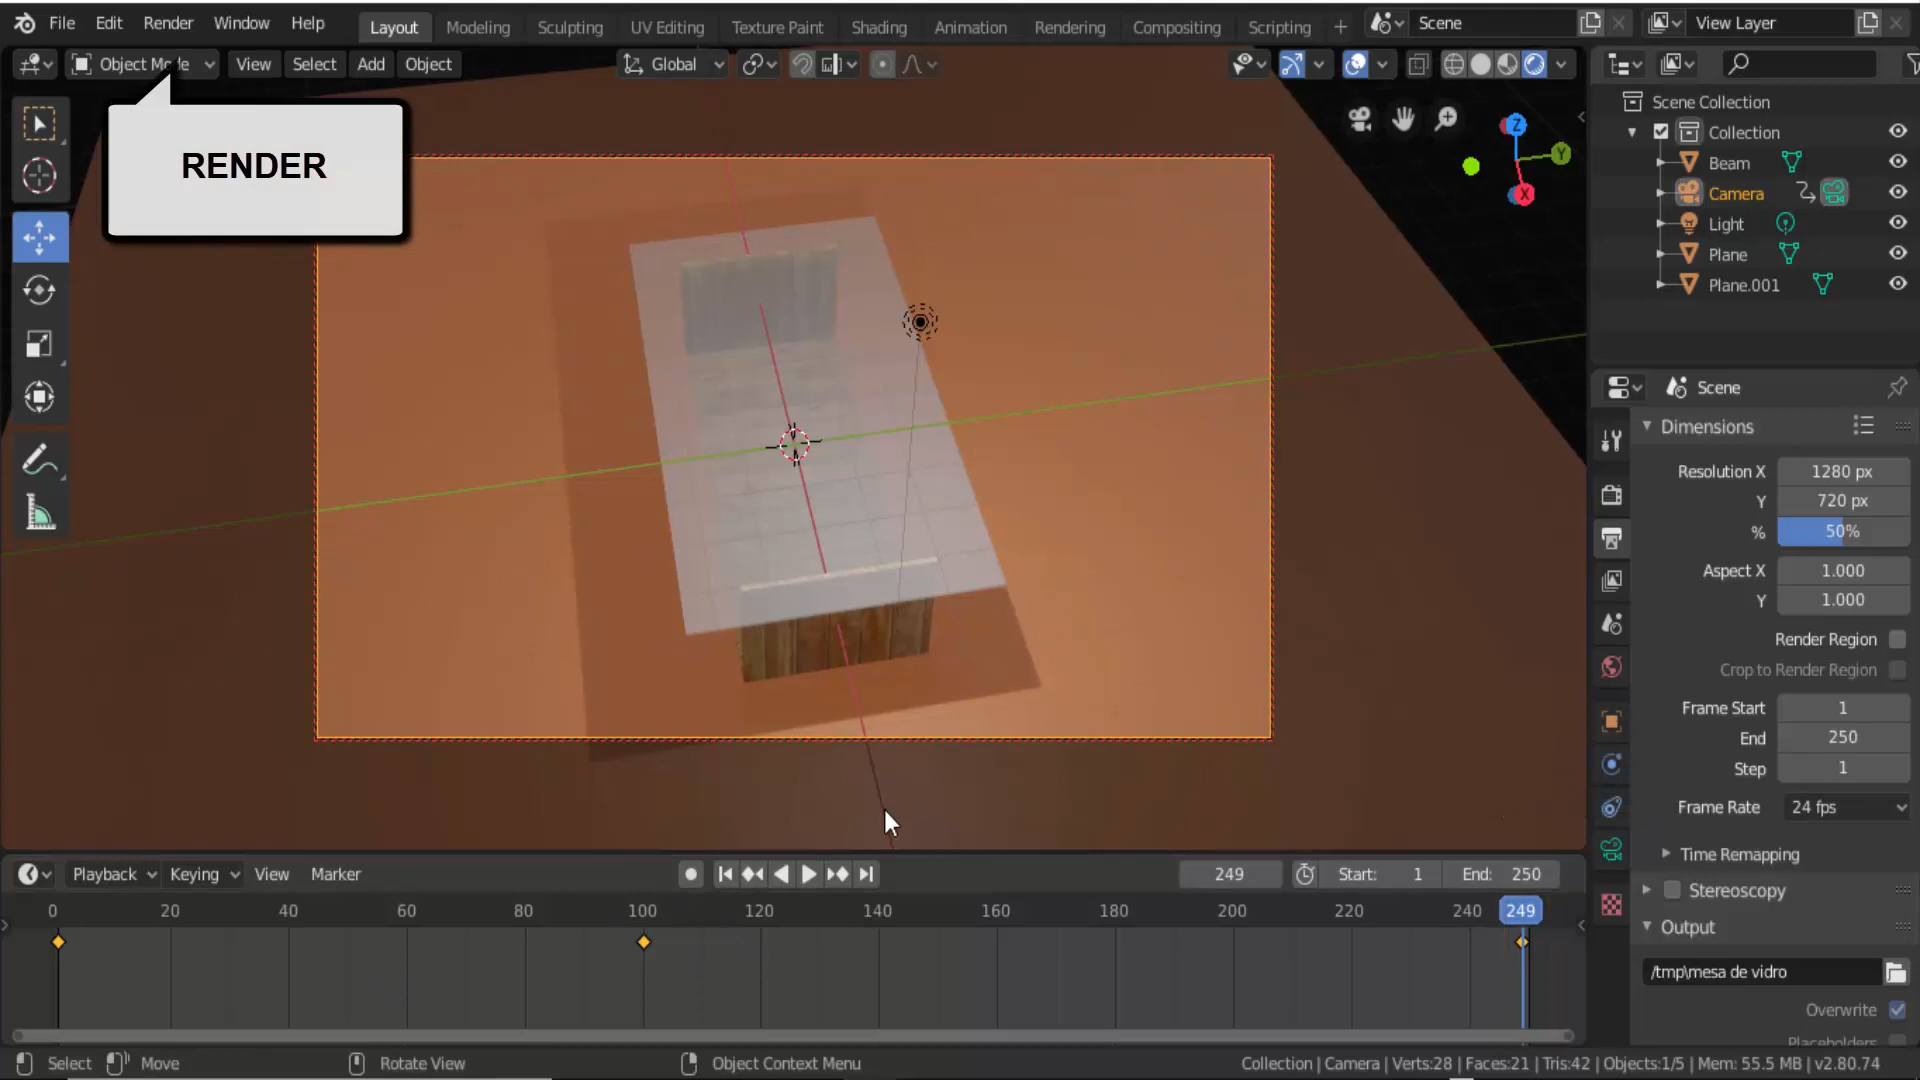 File Edit Render Window Help Layout Modeling Sculpting UV Editing Texture Paint Shading Animation Rendering Compositing Scripting + Scene View Layer
Object Mode View Select Add Object Global
RENDER
Z
Y
X
Scene Collection
Collection
Beam
Camera
Light
Plane
Plane.001
Scene
Dimensions
Resolution X 1280 px
Y 720 px
% 50%
Aspect X 1.000
Y 1.000
Render Region
Crop to Render Region
Frame Start 1
End 250
Step 1
Frame Rate 24 fps
Time Remapping
Stereoscopy
Output
/tmp\mesa de vidro
Overwrite
Placeholders
Playback Keying View Marker 249 Start: 1 End: 250
0 20 40 60 80 100 120 140 160 180 200 220 240 249
Select Move Rotate View Object Context Menu Collection | Camera | Verts:28 | Faces:21 | Tris:42 | Objects:1/5 | Mem: 55.5 MB | v2.80.74